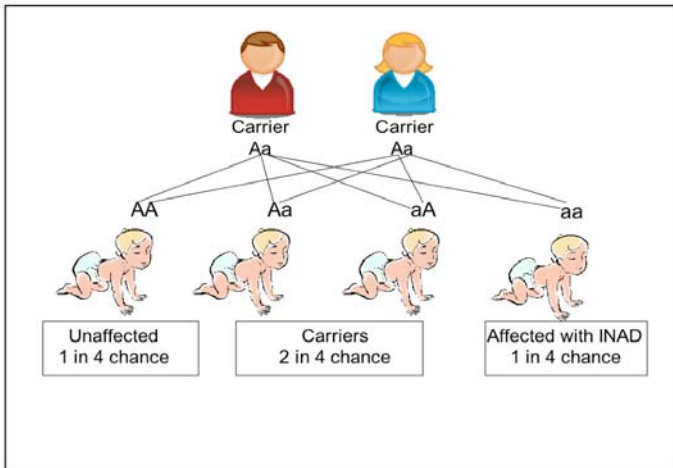 Carrier Carrier
Aa Aa
AA Aa aA aa
Unaffected
1 in 4 chance
Carriers
2 in 4 chance
Affected with INAD
1 in 4 chance